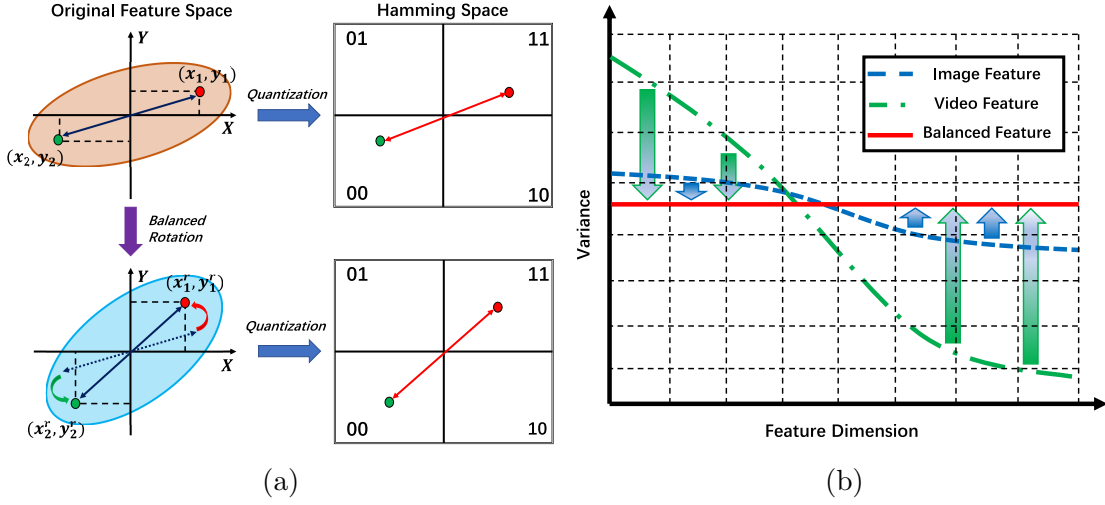 Original Feature Space
Hamming Space
Y
(x₁, y₁)
X
(x₂, y₂)
Quantization
01
11
00
10
Balanced
Rotation
Y
(x₁ʳ, y₁ʳ)
X
(x₂ʳ, y₂ʳ)
Quantization
01
11
00
10
(a)
Image Feature
Video Feature
Balanced Feature
Variance
Feature Dimension
(b)